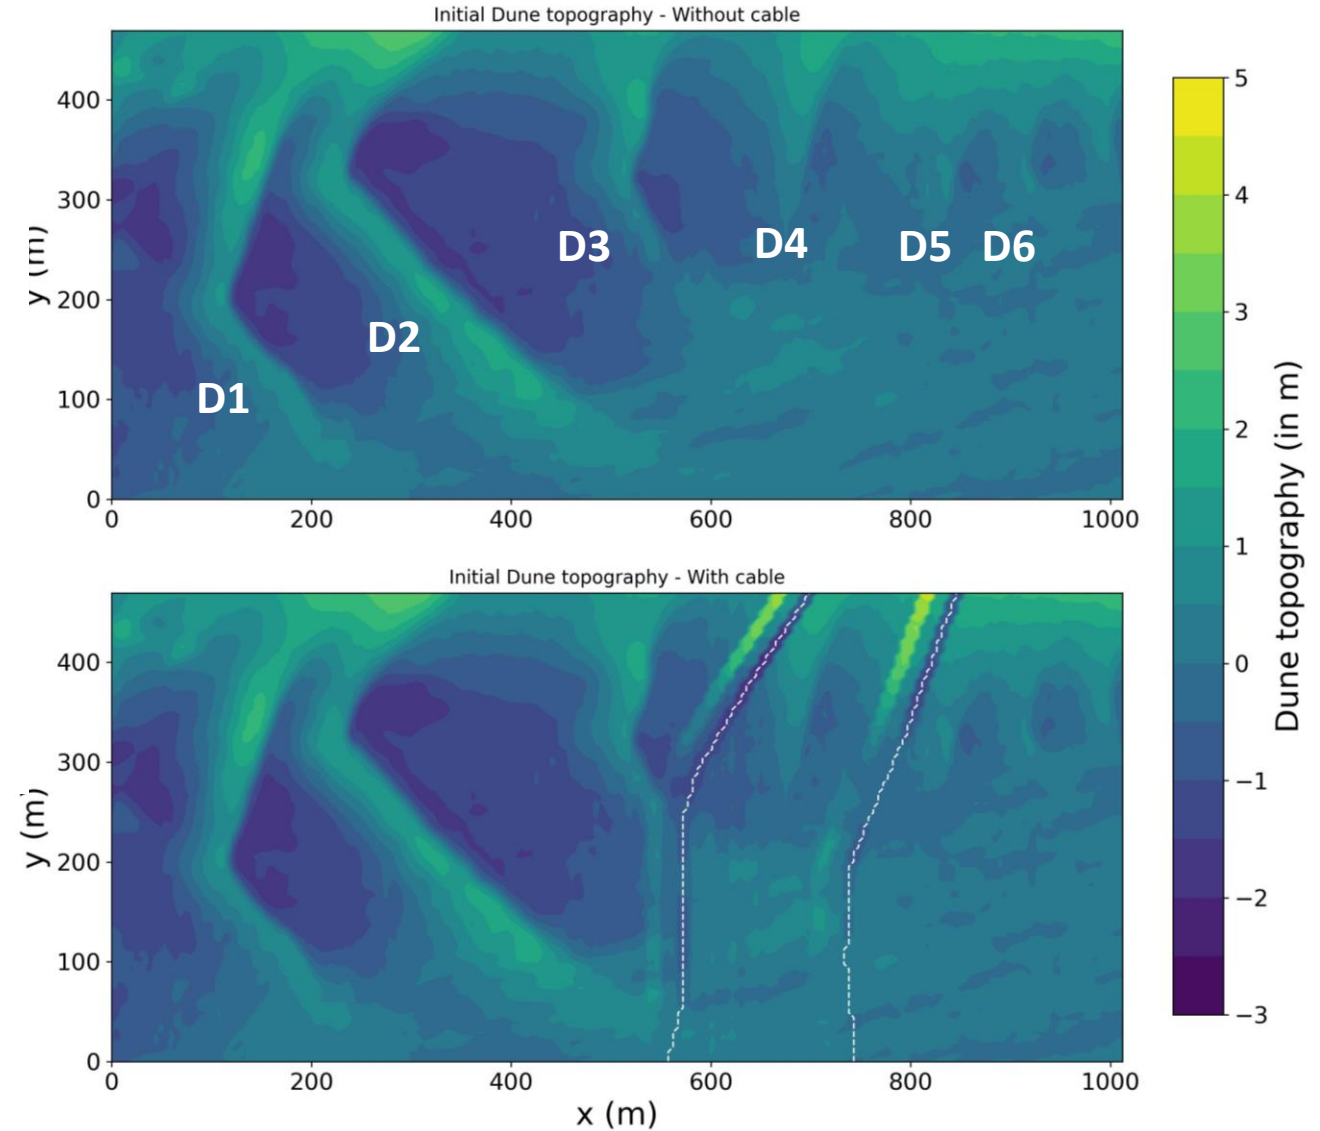 Initial Dune topography - Without cable
400
300
200
100
0
y (m)
D1
D2
D3
D4
D5
D6
0
200
400
600
800
1000
Initial Dune topography - With cable
400
300
200
100
0
y (m)
0
200
400
600
800
1000
x (m)
5
4
3
2
1
0
−1
−2
−3
Dune topography (in m)